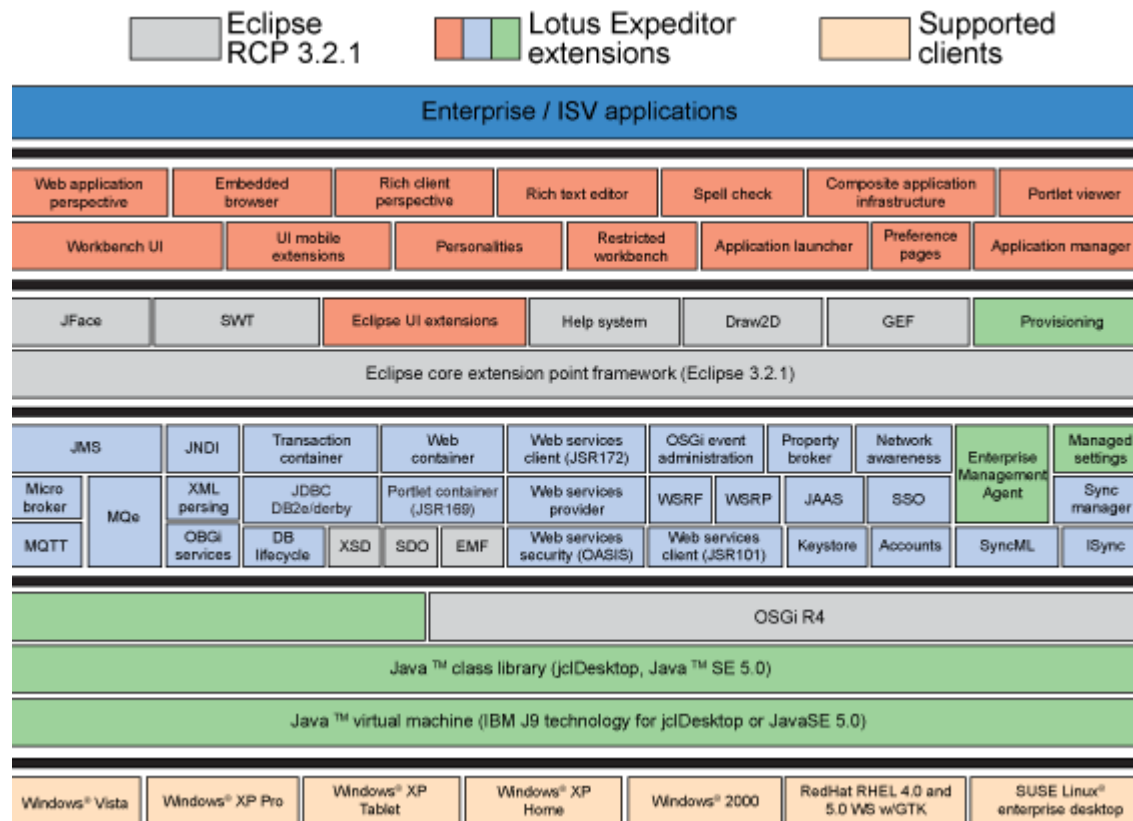 Eclipse
RCP 3.2.1
Lotus Expeditor
extensions
Supported
clients
Enterprise / ISV applications
Web application
perspective
Embedded
browser
Rich client
perspective
Rich text editor
Spell check
Composite application
infrastructure
Portlet viewer
Workbench UI
UI mobile
extensions
Personalities
Restricted
workbench
Application launcher
Preference
pages
Application manager
JFace
SWT
Eclipse UI extensions
Help system
Draw2D
GEF
Provisioning
Eclipse core extension point framework (Eclipse 3.2.1)
JMS
JNDI
Transaction
container
Web
container
Web services
client (JSR172)
OSGi event
administration
Property
broker
Network
awareness
Enterprise
Management
Agent
Managed
settings
Micro
broker
MQe
XML
persing
JDBC
DB2e/derby
Portlet container
(JSR169)
Web services
provider
WSRF
WSRP
JAAS
SSO
Sync
manager
MQTT
OBGi
services
DB
lifecycle
XSD
SDO
EMF
Web services
security (OASIS)
Web services
client (JSR101)
Keystore
Accounts
SyncML
ISync
OSGi R4
Java ™ class library (jclDesktop, Java ™ SE 5.0)
Java ™ virtual machine (IBM J9 technology for jclDesktop or JavaSE 5.0)
Windows® Vista
Windows® XP Pro
Windows® XP
Tablet
Windows® XP
Home
Windows® 2000
RedHat RHEL 4.0 and
5.0 WS w/GTK
SUSE Linux®
enterprise desktop